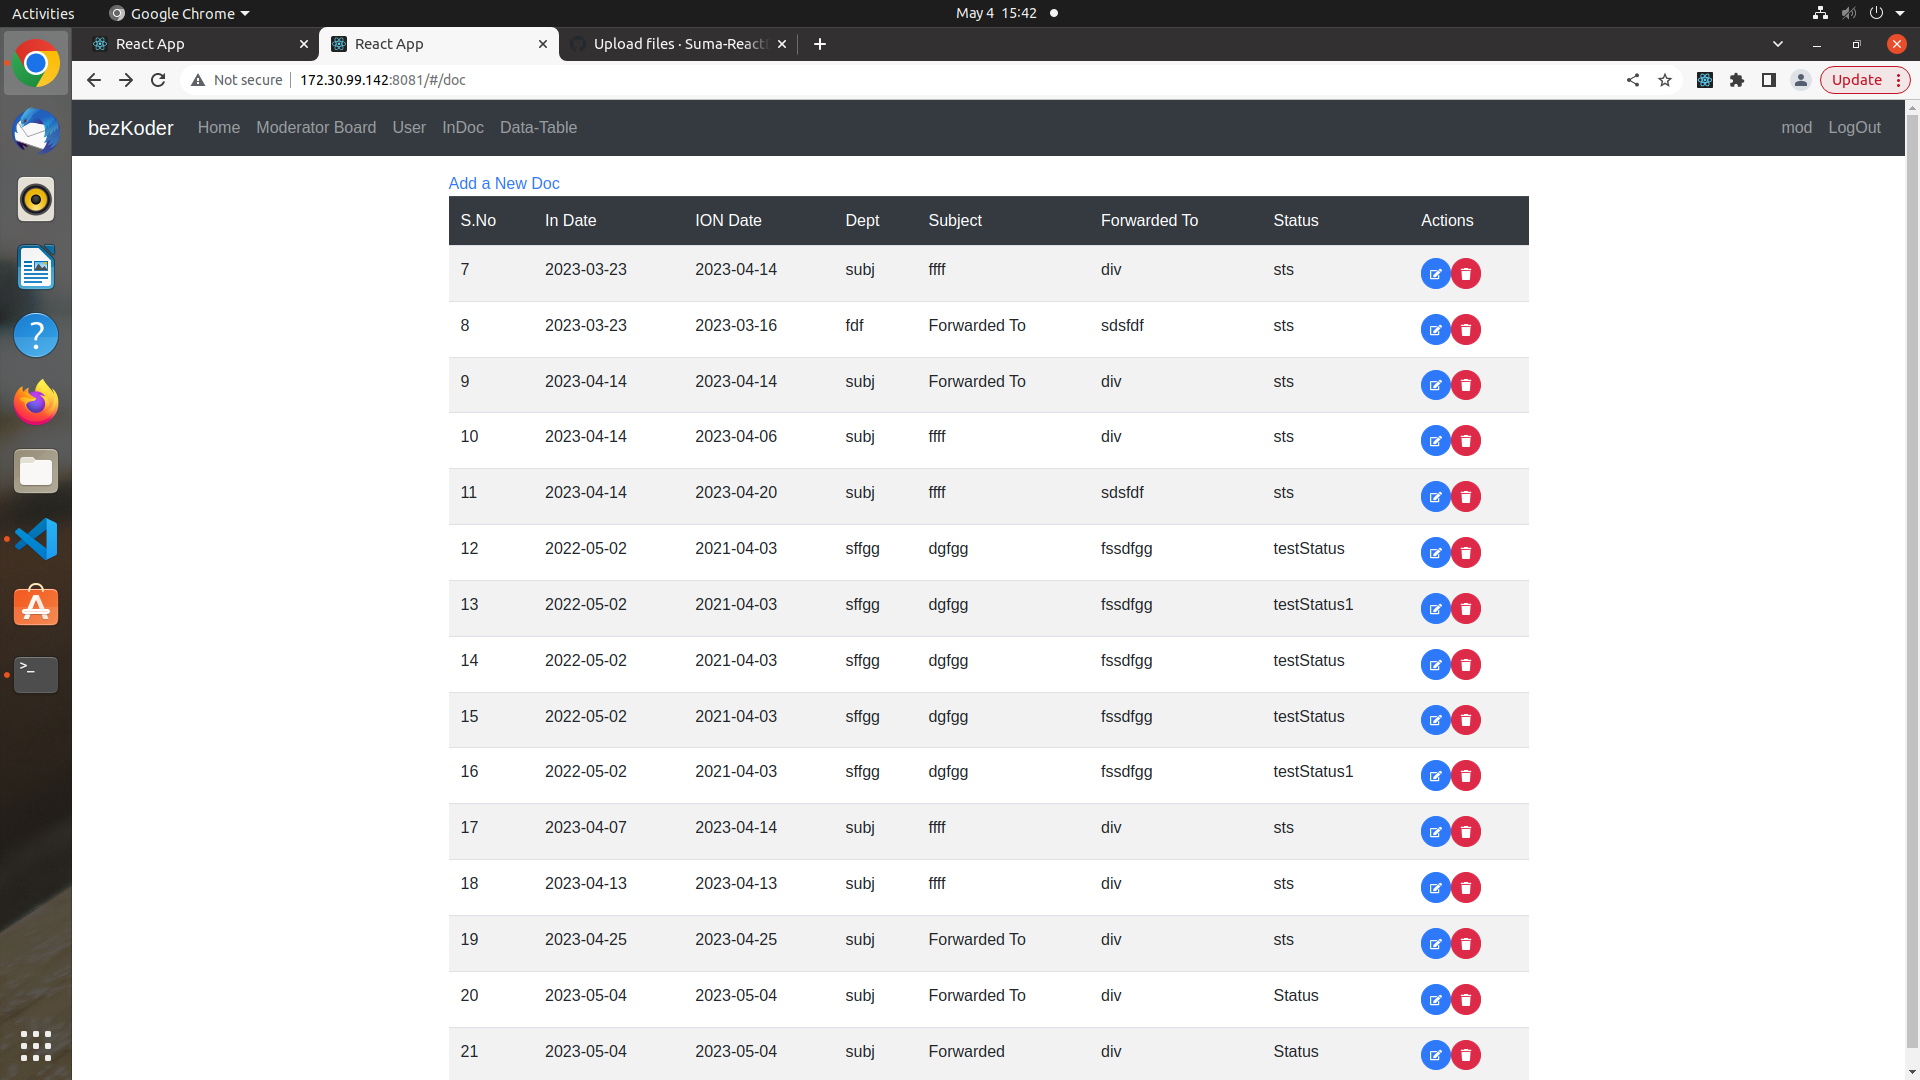 Activities Google Chrome May 4 15:42
React App React App Upload files · Suma-React
Not secure 172.30.99.142:8081/#/doc Update
bezKoder Home Moderator Board User InDoc Data-Table mod LogOut
Add a New Doc
S.No In Date ION Date Dept Subject Forwarded To Status Actions
7 2023-03-23 2023-04-14 subj ffff div sts
8 2023-03-23 2023-03-16 fdf Forwarded To sdsfdf sts
9 2023-04-14 2023-04-14 subj Forwarded To div sts
10 2023-04-14 2023-04-06 subj ffff div sts
11 2023-04-14 2023-04-20 subj ffff sdsfdf sts
12 2022-05-02 2021-04-03 sffgg dgfgg fssdfgg testStatus
13 2022-05-02 2021-04-03 sffgg dgfgg fssdfgg testStatus1
14 2022-05-02 2021-04-03 sffgg dgfgg fssdfgg testStatus
15 2022-05-02 2021-04-03 sffgg dgfgg fssdfgg testStatus
16 2022-05-02 2021-04-03 sffgg dgfgg fssdfgg testStatus1
17 2023-04-07 2023-04-14 subj ffff div sts
18 2023-04-13 2023-04-13 subj ffff div sts
19 2023-04-25 2023-04-25 subj Forwarded To div sts
20 2023-05-04 2023-05-04 subj Forwarded To div Status
21 2023-05-04 2023-05-04 subj Forwarded div Status